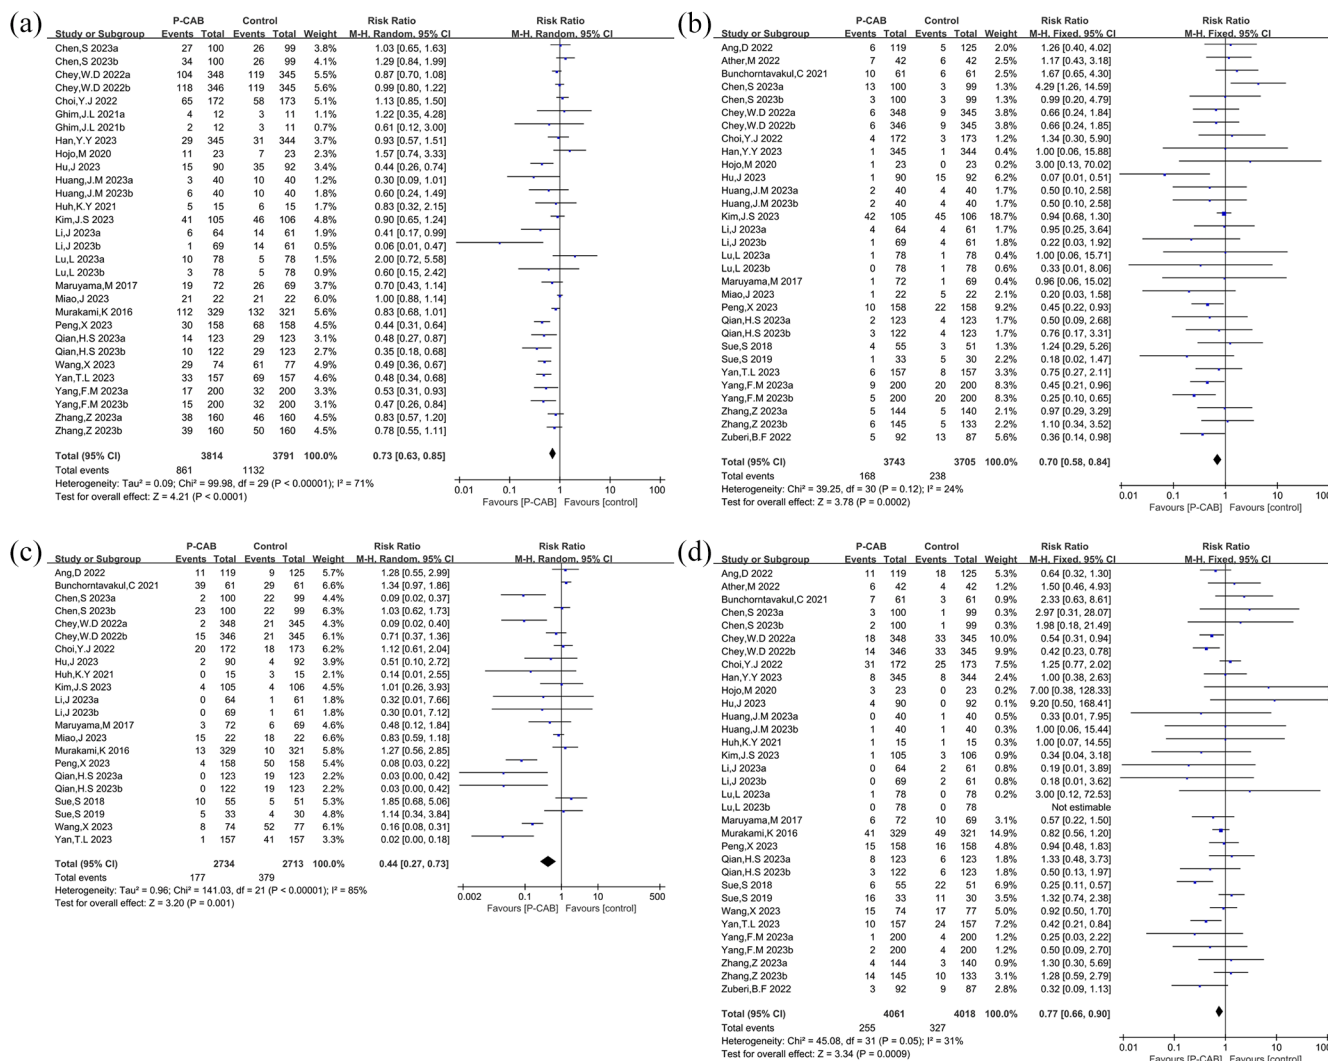 (a)
P-CAB Control Risk Ratio Risk Ratio
Study or Subgroup Events Total Events Total Weight M-H, Random, 95% CI M-H, Random, 95% CI
Chen,S 2023a 27 100 26 99 3.8% 1.03 [0.65, 1.63]
Chen,S 2023b 34 100 26 99 4.0% 1.29 [0.84, 1.99]
Chey,W.D 2022a 104 348 119 345 5.5% 0.87 [0.70, 1.08]
Chey,W.D 2022b 118 346 119 345 5.5% 0.99 [0.80, 1.22]
Choi,Y.J 2022 65 172 58 173 5.1% 1.13 [0.85, 1.50]
Ghim,J.L 2021a 4 12 3 11 1.1% 1.22 [0.35, 4.28]
Ghim,J.L 2021b 2 12 3 11 0.7% 0.61 [0.12, 3.00]
Han,Y.Y 2023 29 345 31 344 3.6% 0.93 [0.57, 1.51]
Hojo,M 2020 11 23 7 23 2.3% 1.57 [0.74, 3.33]
Hu,J 2023 15 90 35 92 3.4% 0.44 [0.26, 0.74]
Huang,J.M 2023a 3 40 10 40 1.1% 0.30 [0.09, 1.01]
Huang,J.M 2023b 6 40 10 40 1.8% 0.60 [0.24, 1.49]
Huh,K.Y 2021 5 15 6 15 1.7% 0.83 [0.32, 2.15]
Kim,J.S 2023 41 105 46 106 4.7% 0.90 [0.65, 1.24]
Li,J 2023a 6 64 14 61 1.8% 0.41 [0.17, 0.99]
Li,J 2023b 1 69 14 61 0.5% 0.06 [0.01, 0.47]
Lu,L 2023a 10 78 5 78 1.5% 2.00 [0.72, 5.58]
Lu,L 2023b 3 78 5 78 0.9% 0.60 [0.15, 2.42]
Maruyama,M 2017 19 72 26 69 3.6% 0.70 [0.43, 1.14]
Miao,J 2023 21 22 21 22 6.0% 1.00 [0.88, 1.14]
Murakami,K 2016 112 329 132 321 5.6% 0.83 [0.68, 1.01]
Peng,X 2023 30 158 68 158 4.5% 0.44 [0.31, 0.64]
Qian,H.S 2023a 14 123 29 123 3.1% 0.48 [0.27, 0.87]
Qian,H.S 2023b 10 122 29 123 2.7% 0.35 [0.18, 0.68]
Wang,X 2023 29 74 61 77 4.9% 0.49 [0.36, 0.67]
Yan,T.L 2023 33 157 69 157 4.6% 0.48 [0.34, 0.68]
Yang,F.M 2023a 17 200 32 200 3.3% 0.53 [0.31, 0.93]
Yang,F.M 2023b 15 200 32 200 3.1% 0.47 [0.26, 0.84]
Zhang,Z 2023a 38 160 46 160 4.5% 0.83 [0.57, 1.20]
Zhang,Z 2023b 39 160 50 160 4.5% 0.78 [0.55, 1.11]
Total (95% CI) 3814 3791 100.0% 0.73 [0.63, 0.85]
Total events 861 1132
Heterogeneity: Tau² = 0.09; Chi² = 99.98, df = 29 (P < 0.00001); I² = 71%
Test for overall effect: Z = 4.21 (P < 0.0001)
0.01 0.1 1 10 100
Favours [P-CAB] Favours [control]
(b)
P-CAB Control Risk Ratio Risk Ratio
Study or Subgroup Events Total Events Total Weight M-H, Fixed, 95% CI M-H, Fixed, 95% CI
Ang,D 2022 6 119 5 125 2.0% 1.26 [0.40, 4.02]
Ather,M 2022 7 42 6 42 2.5% 1.17 [0.43, 3.18]
Bunchorntavakul,C 2021 10 61 6 61 2.5% 1.67 [0.65, 4.30]
Chen,S 2023a 13 100 3 99 1.3% 4.29 [1.26, 14.59]
Chen,S 2023b 3 100 3 99 1.3% 0.99 [0.20, 4.79]
Chey,W.D 2022a 6 348 9 345 3.8% 0.66 [0.24, 1.84]
Chey,W.D 2022b 6 346 9 345 3.8% 0.66 [0.24, 1.85]
Choi,Y.J 2022 4 172 3 173 1.2% 1.34 [0.30, 5.90]
Han,Y.Y 2023 1 345 1 344 0.4% 1.00 [0.06, 15.88]
Hojo,M 2020 1 23 0 23 0.2% 3.00 [0.13, 70.02]
Hu,J 2023 1 90 15 92 6.2% 0.07 [0.01, 0.51]
Huang,J.M 2023a 2 40 4 40 1.7% 0.50 [0.10, 2.58]
Huang,J.M 2023b 2 40 4 40 1.7% 0.50 [0.10, 2.58]
Kim,J.S 2023 42 105 45 106 18.7% 0.94 [0.68, 1.30]
Li,J 2023a 4 64 4 61 1.7% 0.95 [0.25, 3.64]
Li,J 2023b 1 69 4 61 1.8% 0.22 [0.03, 1.92]
Lu,L 2023a 1 78 1 78 0.4% 1.00 [0.06, 15.71]
Lu,L 2023b 0 78 1 78 0.6% 0.33 [0.01, 8.06]
Maruyama,M 2017 1 72 1 69 0.4% 0.96 [0.06, 15.02]
Miao,J 2023 1 22 5 22 2.1% 0.20 [0.03, 1.58]
Peng,X 2023 10 158 22 158 9.2% 0.45 [0.22, 0.93]
Qian,H.S 2023a 2 123 4 123 1.7% 0.50 [0.09, 2.68]
Qian,H.S 2023b 3 122 4 123 1.7% 0.76 [0.17, 3.31]
Sue,S 2018 4 55 3 51 1.3% 1.24 [0.29, 5.26]
Sue,S 2019 1 33 5 30 2.2% 0.18 [0.02, 1.47]
Yan,T.L 2023 6 157 8 157 3.3% 0.75 [0.27, 2.11]
Yang,F.M 2023a 9 200 20 200 8.3% 0.45 [0.21, 0.96]
Yang,F.M 2023b 5 200 20 200 8.3% 0.25 [0.10, 0.65]
Zhang,Z 2023a 5 144 5 140 2.1% 0.97 [0.29, 3.29]
Zhang,Z 2023b 6 145 5 133 2.2% 1.10 [0.34, 3.52]
Zuberi,B.F 2022 5 92 13 87 5.6% 0.36 [0.14, 0.98]
Total (95% CI) 3743 3705 100.0% 0.70 [0.58, 0.84]
Total events 168 238
Heterogeneity: Chi² = 39.25, df = 30 (P = 0.12); I² = 24%
Test for overall effect: Z = 3.78 (P = 0.0002)
0.01 0.1 1 10 100
Favours [P-CAB] Favours [control]
(c)
P-CAB Control Risk Ratio Risk Ratio
Study or Subgroup Events Total Events Total Weight M-H, Random, 95% CI M-H, Random, 95% CI
Ang,D 2022 11 119 9 125 5.7% 1.28 [0.55, 2.99]
Bunchorntavakul,C 2021 39 61 29 61 6.6% 1.34 [0.97, 1.86]
Chen,S 2023a 2 100 22 99 4.2% 0.09 [0.02, 0.37]
Chen,S 2023b 23 100 22 99 6.4% 1.03 [0.62, 1.73]
Chey,W.D 2022a 2 348 21 345 4.2% 0.09 [0.02, 0.40]
Chey,W.D 2022b 15 346 21 345 6.1% 0.71 [0.37, 1.36]
Choi,Y.J 2022 20 172 18 173 6.2% 1.12 [0.61, 2.04]
Hu,J 2023 2 90 4 92 3.7% 0.51 [0.10, 2.72]
Huh,K.Y 2021 0 15 3 15 1.9% 0.14 [0.01, 2.55]
Kim,J.S 2023 4 105 4 106 4.4% 1.01 [0.26, 3.93]
Li,J 2023a 0 64 1 61 1.7% 0.32 [0.01, 7.66]
Li,J 2023b 0 69 1 61 1.7% 0.30 [0.01, 7.12]
Maruyama,M 2017 3 72 6 69 4.6% 0.48 [0.12, 1.84]
Miao,J 2023 15 22 18 22 6.6% 0.83 [0.59, 1.18]
Murakami,K 2016 13 329 10 321 5.8% 1.27 [0.56, 2.85]
Peng,X 2023 4 158 50 158 5.3% 0.08 [0.03, 0.22]
Qian,H.S 2023a 0 123 19 123 2.2% 0.03 [0.00, 0.42]
Qian,H.S 2023b 0 122 19 123 2.2% 0.03 [0.00, 0.42]
Sue,S 2018 10 55 5 51 5.4% 1.85 [0.68, 5.06]
Sue,S 2019 5 33 4 30 4.9% 1.14 [0.34, 3.84]
Wang,X 2023 8 74 52 77 6.1% 0.16 [0.08, 0.31]
Yan,T.L 2023 1 157 41 157 3.3% 0.02 [0.00, 0.18]
Total (95% CI) 2734 2713 100.0% 0.44 [0.27, 0.73]
Total events 177 379
Heterogeneity: Tau² = 0.96; Chi² = 141.03, df = 21 (P < 0.00001); I² = 85%
Test for overall effect: Z = 3.20 (P = 0.001)
0.002 0.1 1 10 500
Favours [P-CAB] Favours [control]
(d)
P-CAB Control Risk Ratio Risk Ratio
Study or Subgroup Events Total Events Total Weight M-H, Fixed, 95% CI M-H, Fixed, 95% CI
Ang,D 2022 11 119 18 125 5.3% 0.64 [0.32, 1.30]
Ather,M 2022 6 42 4 42 1.2% 1.50 [0.46, 4.93]
Bunchorntavakul,C 2021 7 61 3 61 0.9% 2.33 [0.63, 8.61]
Chen,S 2023a 3 100 1 99 0.3% 2.97 [0.31, 28.07]
Chen,S 2023b 2 100 1 99 0.3% 1.98 [0.18, 21.49]
Chey,W.D 2022a 18 348 33 345 10.0% 0.54 [0.31, 0.94]
Chey,W.D 2022b 14 346 33 345 9.9% 0.42 [0.23, 0.78]
Choi,Y.J 2022 31 172 25 173 7.5% 1.25 [0.77, 2.02]
Han,Y.Y 2023 8 345 8 344 2.4% 1.00 [0.38, 2.63]
Hojo,M 2020 3 23 0 23 0.2% 7.00 [0.38, 128.33]
Hu,J 2023 4 90 0 92 0.1% 9.20 [0.50, 168.41]
Huang,J.M 2023a 0 40 1 40 0.5% 0.33 [0.01, 7.95]
Huang,J.M 2023b 1 40 1 40 0.3% 1.00 [0.06, 15.44]
Huh,K.Y 2021 1 15 1 15 0.3% 1.00 [0.07, 14.55]
Kim,J.S 2023 1 105 3 106 0.9% 0.34 [0.04, 3.18]
Li,J 2023a 0 64 2 61 0.8% 0.19 [0.01, 3.89]
Li,J 2023b 0 69 2 61 0.8% 0.18 [0.01, 3.62]
Lu,L 2023a 1 78 0 78 0.2% 3.00 [0.12, 72.53]
Lu,L 2023b 0 78 0 78 Not estimable
Maruyama,M 2017 6 72 10 69 3.1% 0.57 [0.22, 1.50]
Murakami,K 2016 41 329 49 321 14.9% 0.82 [0.56, 1.20]
Peng,X 2023 15 158 16 158 4.8% 0.94 [0.48, 1.83]
Qian,H.S 2023a 8 123 6 123 1.8% 1.33 [0.48, 3.73]
Qian,H.S 2023b 3 122 6 123 1.8% 0.50 [0.13, 1.97]
Sue,S 2018 6 55 22 51 6.9% 0.25 [0.11, 0.57]
Sue,S 2019 16 33 11 30 3.5% 1.32 [0.74, 2.38]
Wang,X 2023 15 74 17 77 5.0% 0.92 [0.50, 1.70]
Yan,T.L 2023 10 157 24 157 7.2% 0.42 [0.21, 0.84]
Yang,F.M 2023a 1 200 4 200 1.2% 0.25 [0.03, 2.22]
Yang,F.M 2023b 2 200 4 200 1.2% 0.50 [0.09, 2.70]
Zhang,Z 2023a 4 144 3 140 0.9% 1.30 [0.30, 5.69]
Zhang,Z 2023b 14 145 10 133 3.1% 1.28 [0.59, 2.79]
Zuberi,B.F 2022 3 92 9 87 2.8% 0.32 [0.09, 1.13]
Total (95% CI) 4061 4018 100.0% 0.77 [0.66, 0.90]
Total events 255 327
Heterogeneity: Chi² = 45.08, df = 31 (P = 0.05); I² = 31%
Test for overall effect: Z = 3.34 (P = 0.0009)
0.01 0.1 1 10 100
Favours [P-CAB] Favours [control]